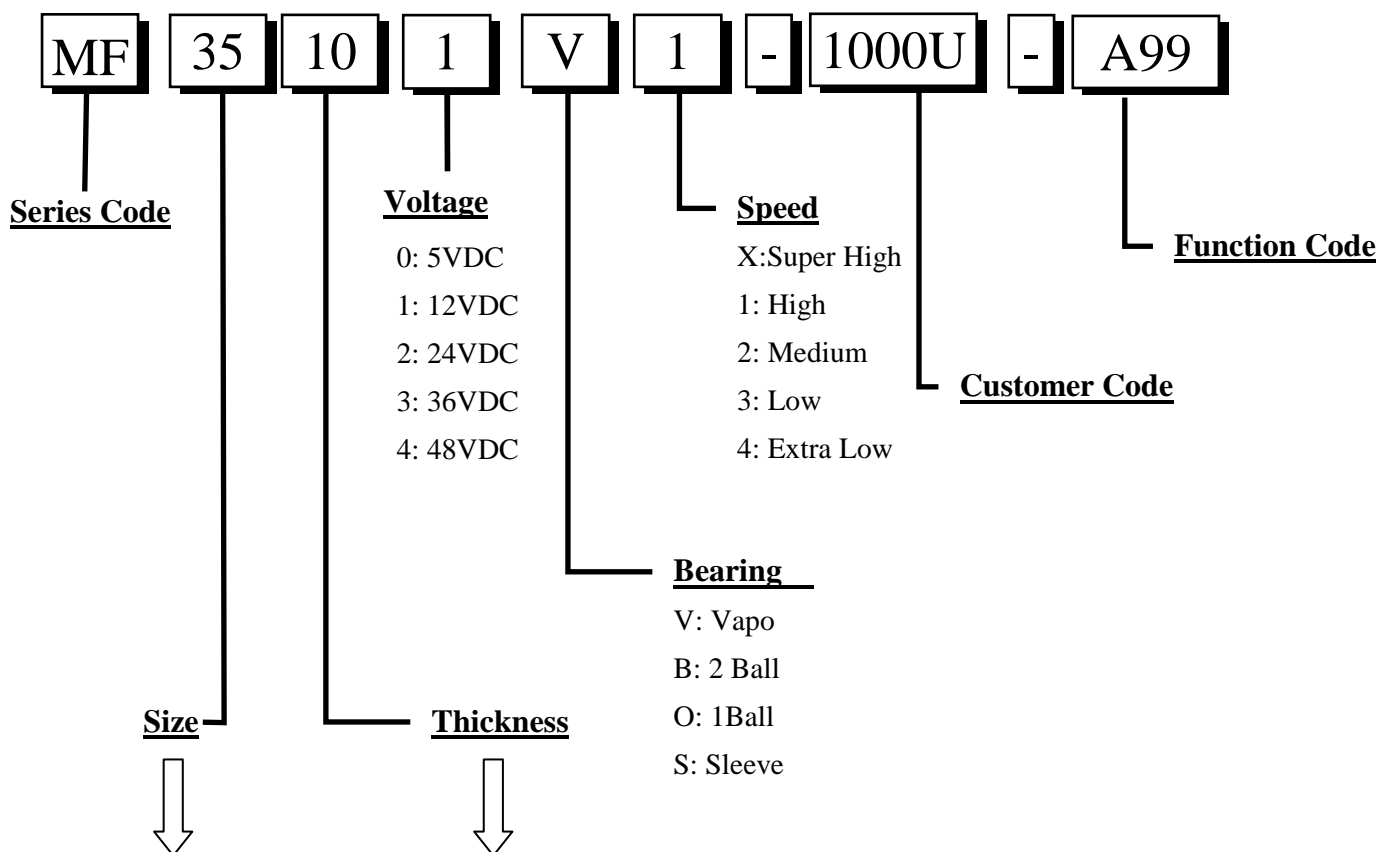 MF 35 10 1 V 1 - 1000U - A99
Series Code
Voltage
0: 5VDC
1: 12VDC
2: 24VDC
3: 36VDC
4: 48VDC
Speed
X:Super High
1: High
2: Medium
3: Low
4: Extra Low
Function Code
Customer Code
Bearing
V: Vapo
B: 2 Ball
O: 1Ball
S: Sleeve
Size
Thickness